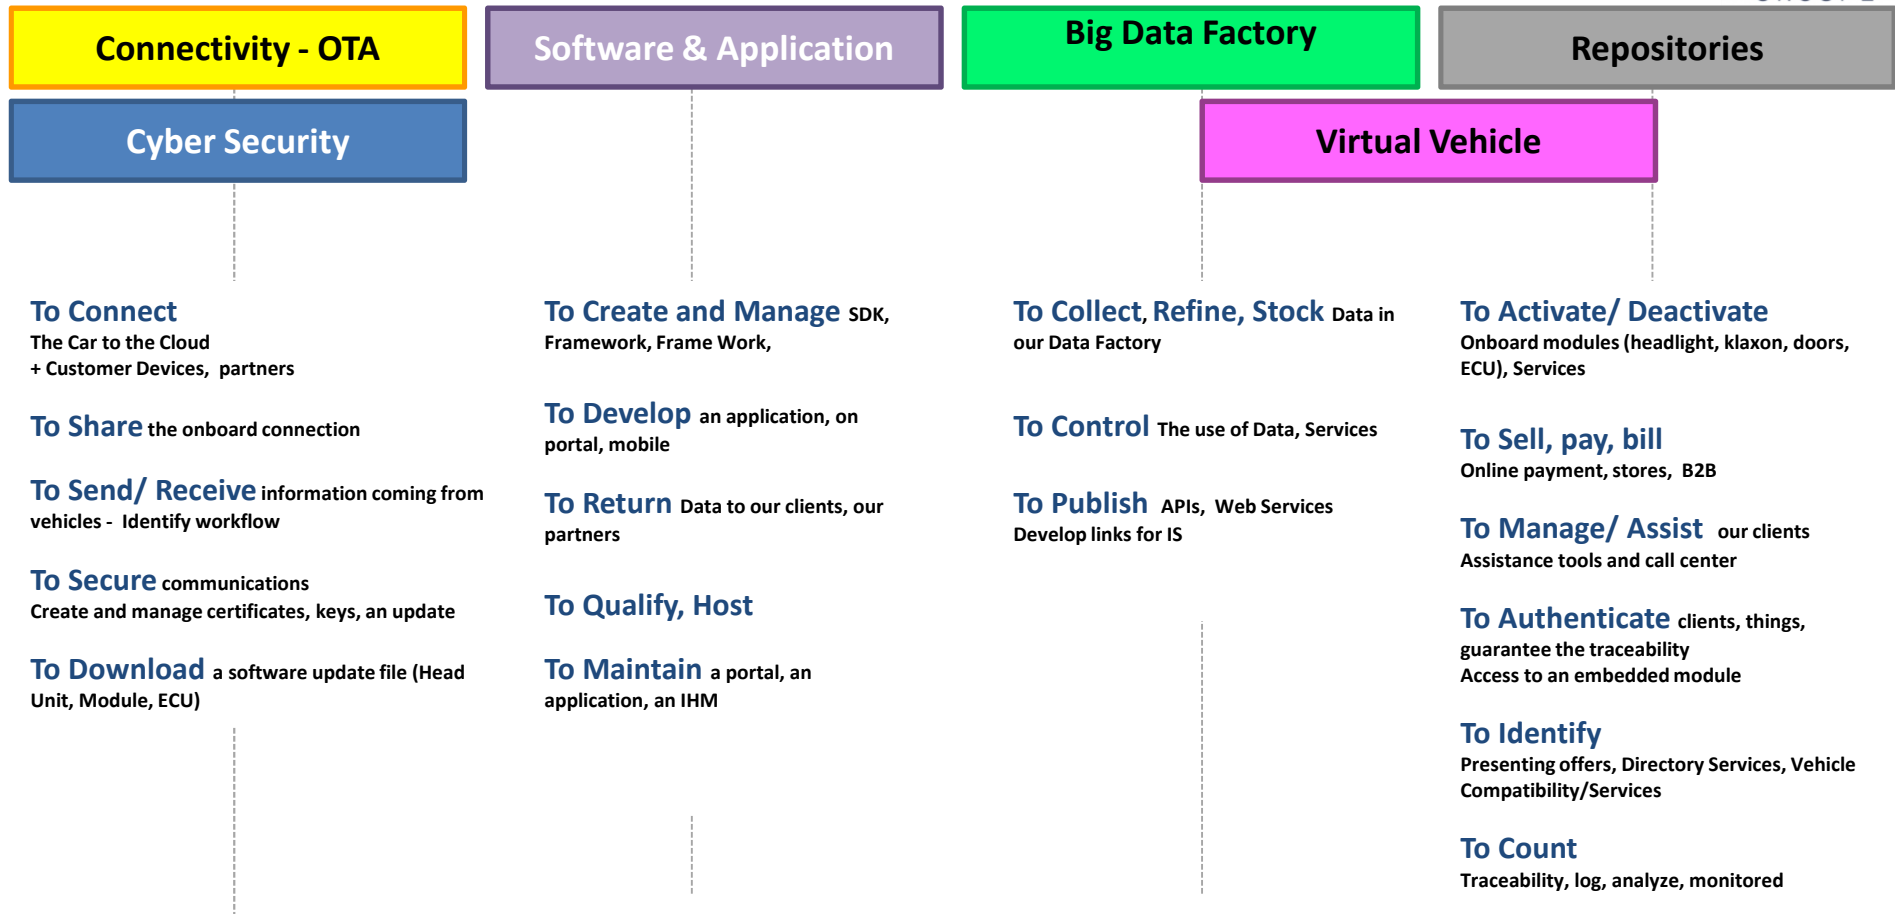 Connectivity - OTA
Software & Application
Big Data Factory
Repositories
Cyber Security
Virtual Vehicle
To Connect
The Car to the Cloud
+ Customer Devices, partners
To Share the onboard connection
To Send/ Receive information coming from
vehicles - Identify workflow
To Secure communications
Create and manage certificates, keys, an update
To Download a software update file (Head
Unit, Module, ECU)
To Create and Manage SDK,
Framework, Frame Work,
To Develop an application, on
portal, mobile
To Return Data to our clients, our
partners
To Qualify, Host
To Maintain a portal, an
application, an IHM
To Collect, Refine, Stock Data in
our Data Factory
To Control The use of Data, Services
To Publish APIs, Web Services
Develop links for IS
To Activate/ Deactivate
Onboard modules (headlight, klaxon, doors,
ECU), Services
To Sell, pay, bill
Online payment, stores, B2B
To Manage/ Assist our clients
Assistance tools and call center
To Authenticate clients, things,
guarantee the traceability
Access to an embedded module
To Identify
Presenting offers, Directory Services, Vehicle
Compatibility/Services
To Count
Traceability, log, analyze, monitored